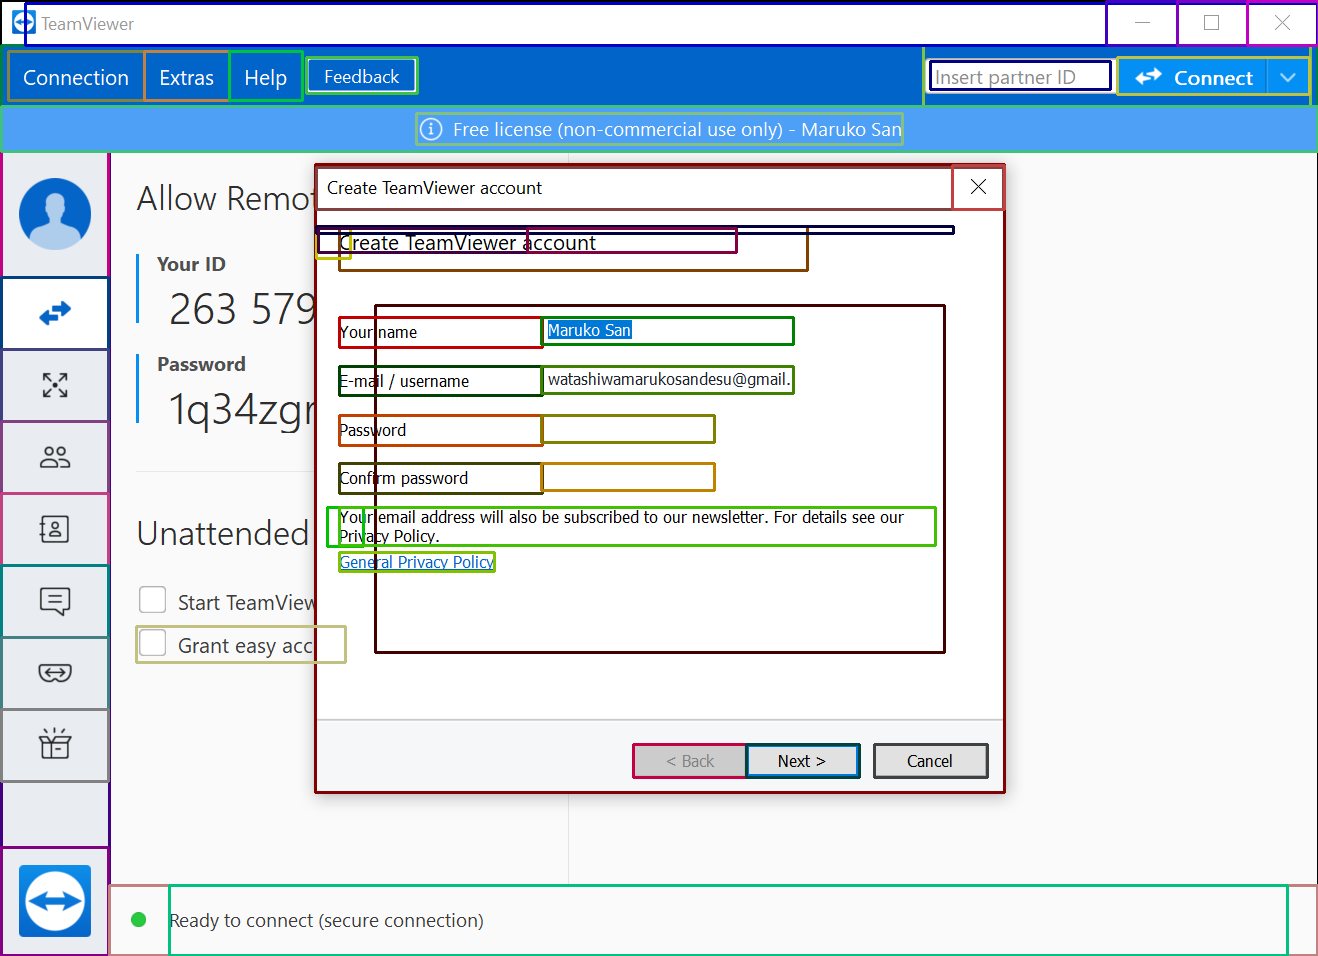 TeamViewer
Connection Extras Help Feedback
Insert partner ID
Connect
Free license (non-commercial use only) - Maruko San
Allow Remot
Your ID
263 579
Password
1q34zgr
Unattended
Start TeamView
Grant easy acc
Create TeamViewer account
Create TeamViewer account
Your name
Maruko San
E-mail / username
watashiwamarukosandesu@gmail.
Password
Confirm password
Your email address will also be subscribed to our newsletter. For details see our
Privacy Policy.
General Privacy Policy
< Back
Next >
Cancel
Ready to connect (secure connection)